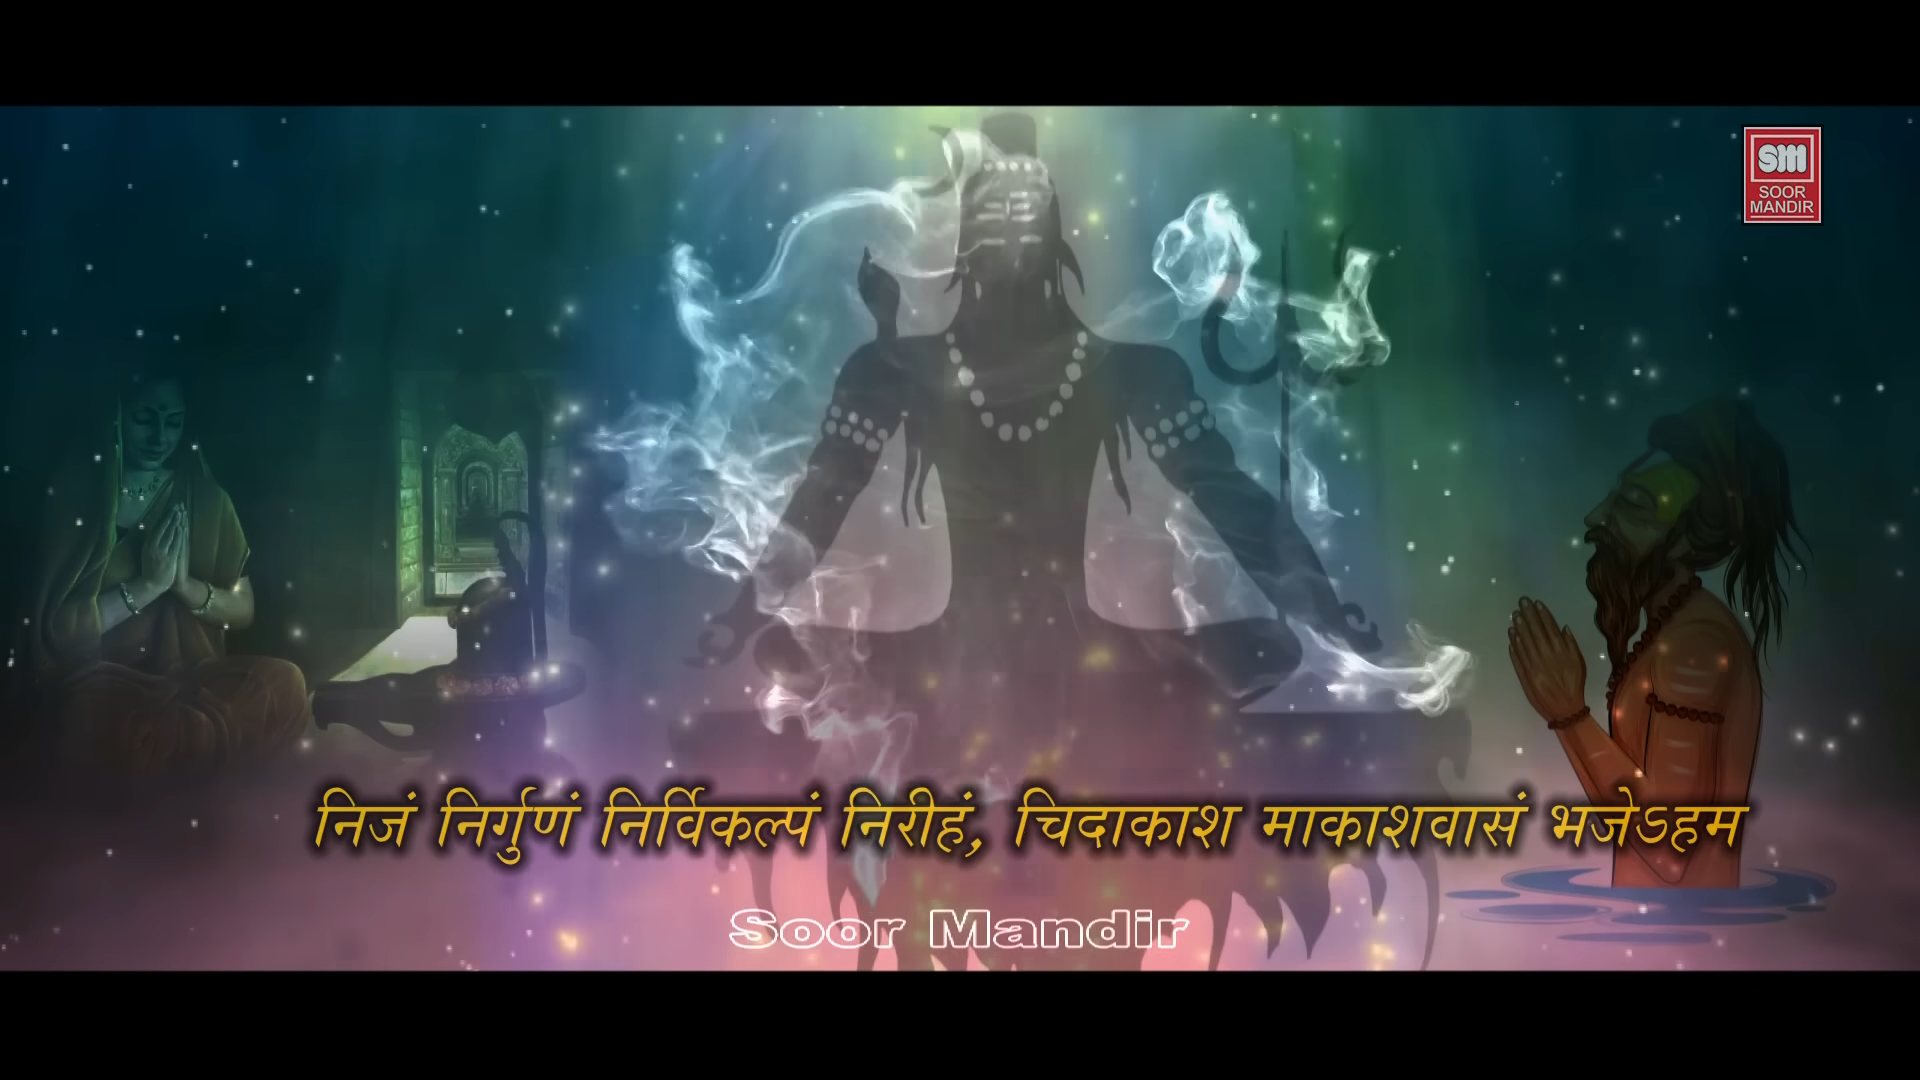 SM
SOOR
MANDIR
निजं निर्गुणं निर्विकल्पं निरीहं, चिदाकाश माकाशवासं भजेऽहम
Soor Mandir